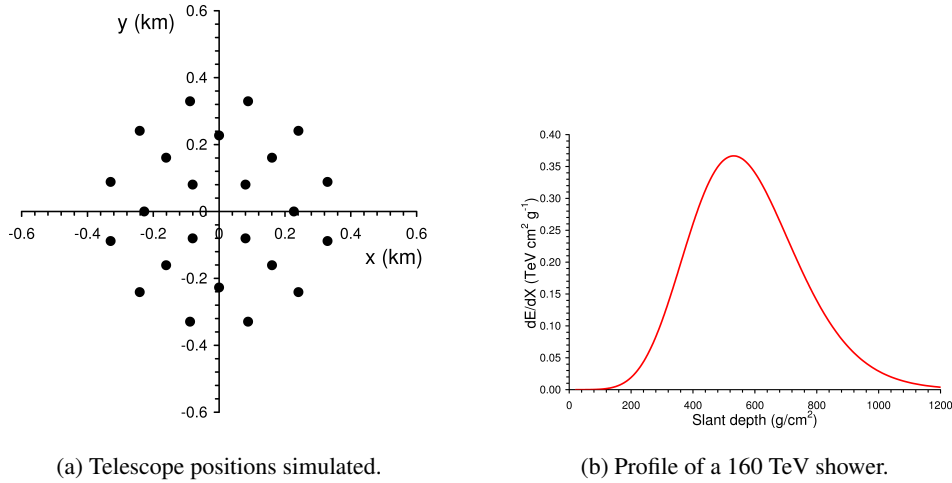 y (km)
0.6
0.4
0.2
0
-0.6 -0.4 -0.2 0 0.2 0.4 0.6
x (km)
-0.2
-0.4
-0.6
(a) Telescope positions simulated.
dE/dX (TeV cm² g⁻¹)
0.40
0.35
0.30
0.25
0.20
0.15
0.10
0.05
0.00
0 200 400 600 800 1000 1200
Slant depth (g/cm²)
(b) Profile of a 160 TeV shower.